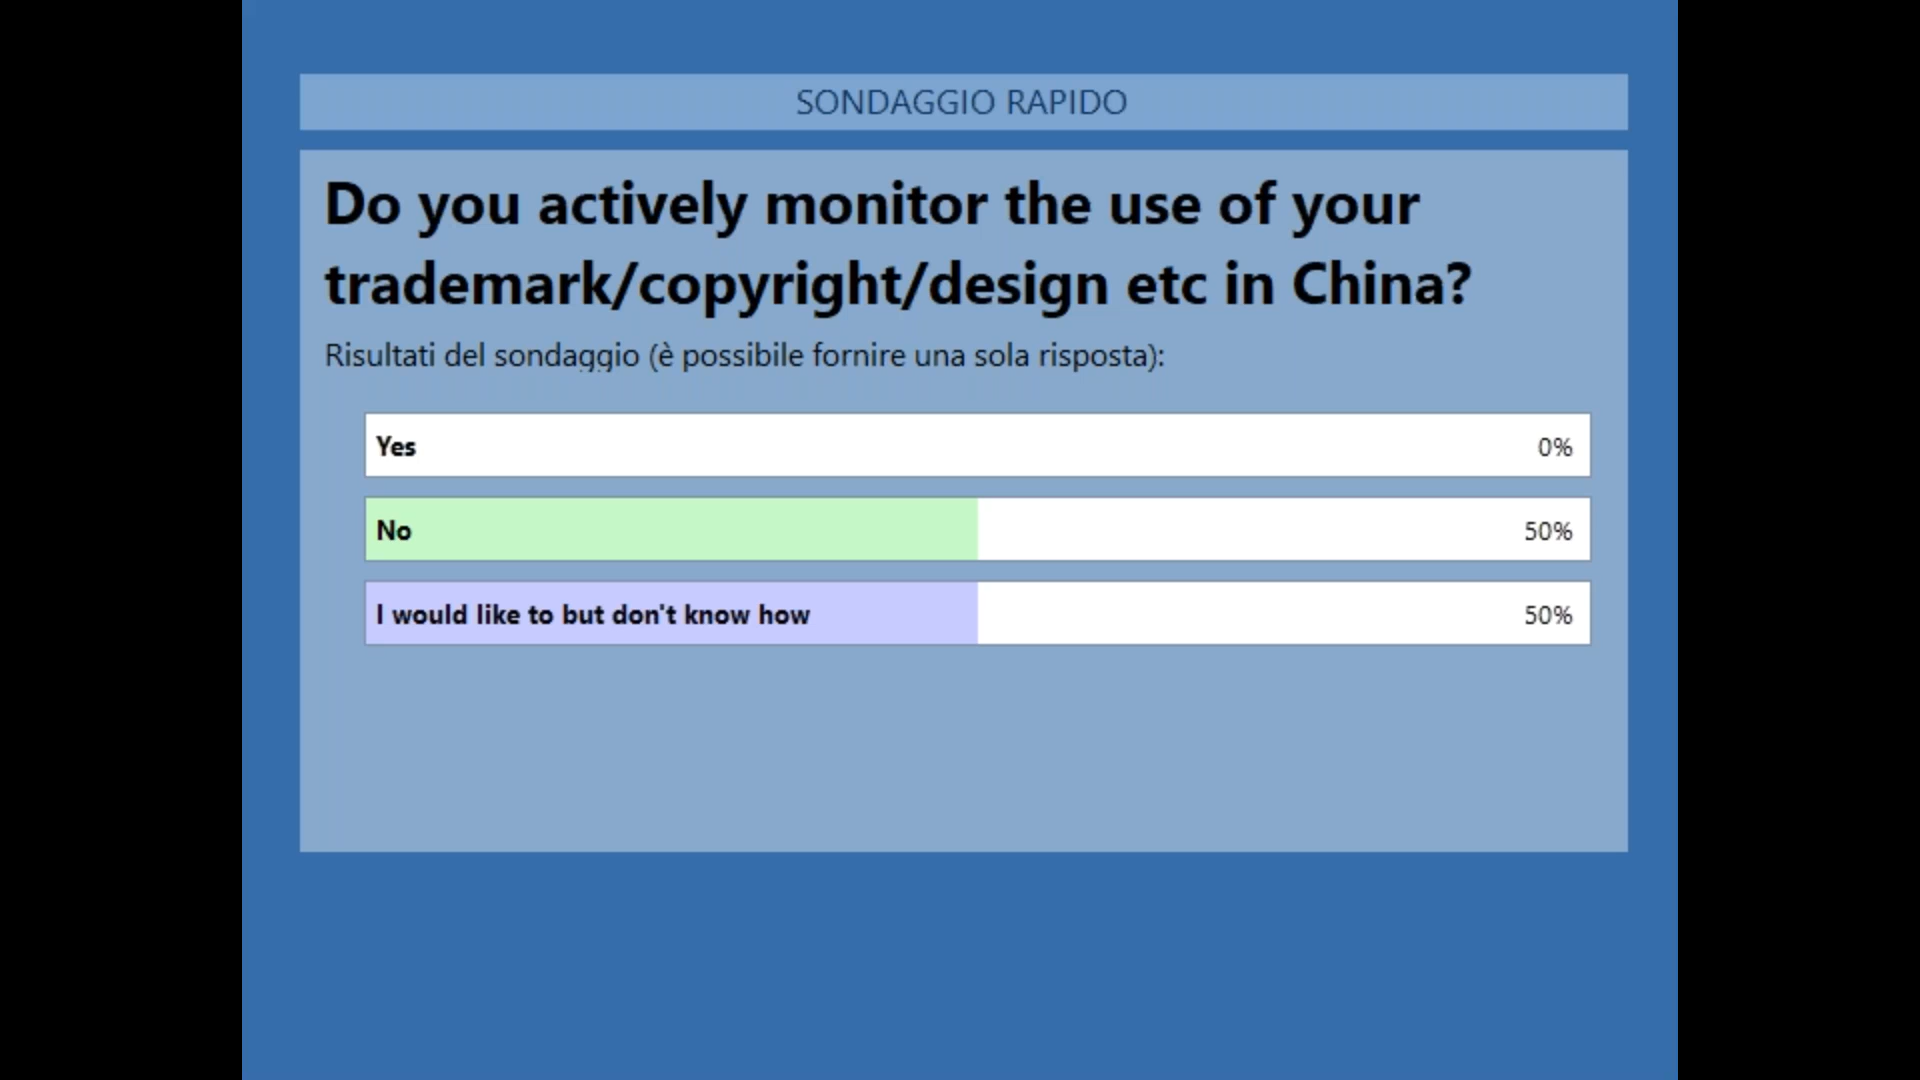 SONDAGGIO RAPIDO
Do you actively monitor the use of your
trademark/copyright/design etc in China?
Risultati del sondaggio (è possibile fornire una sola risposta):
Yes 0%
No 50%
I would like to but don't know how 50%